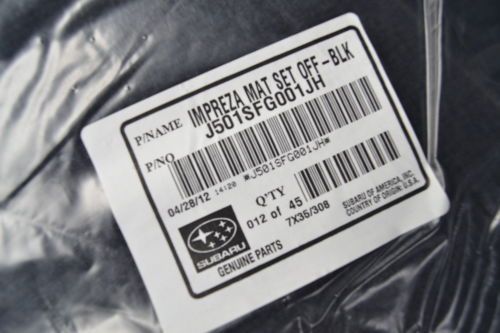 P/NAME IMPREZA MAT SET OFF-BLK
P/NO J501SFG001JH
*J501SFG001JH*
04/28/12 14:20
Q'TY
012 of 45
7X35/308
SUBARU
GENUINE PARTS
SUBARU OF AMERICA, INC.
COUNTRY OF ORIGIN: U.S.A.